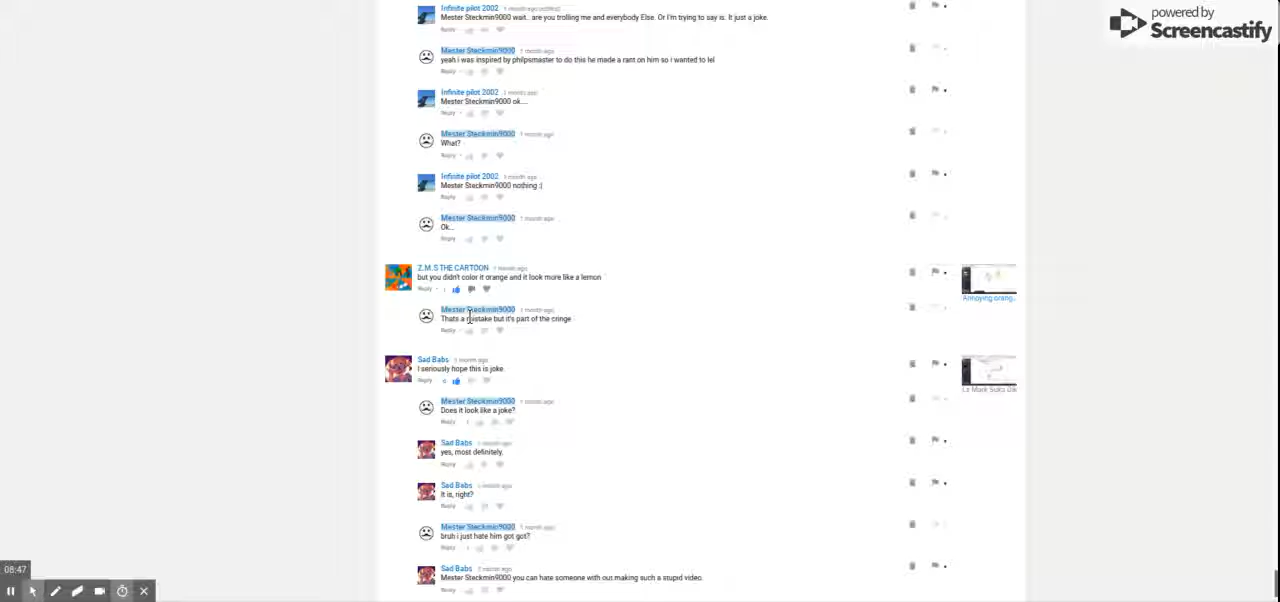 powered by
Screencastify
Infinite pilot 2002 1 month ago (edited)
Mester Steckmin9000 wait.. are you trolling me and everybody Else. Or I'm trying to say is. It just a joke.
Reply
Mester Steckmin9000 1 month ago
yeah i was inspired by philpsmaster to do this he made a rant on him so i wanted to lel
Reply
Infinite pilot 2002 1 month ago
Mester Steckmin9000 ok....
Reply
Mester Steckmin9000 1 month ago
What?
Reply
Infinite pilot 2002 1 month ago
Mester Steckmin9000 nothing :(
Reply
Mester Steckmin9000 1 month ago
Ok...
Reply
Z.M.S THE CARTOON 1 month ago
but you didn't color it orange and it look more like a lemon
Reply 1
Annoying orang...
Mester Steckmin9000 1 month ago
Thats a mistake but it's part of the cringe
Reply
Sad Babs 1 month ago
I seriously hope this is joke.
Reply 6
Mester Steckmin9000 1 month ago
Does it look like a joke?
Reply 1
Sad Babs 1 month ago
yes, most definitely.
Reply
Sad Babs 1 month ago
It is, right?
Reply
Mester Steckmin9000 1 month ago
bruh i just hate him got got?
Reply
Sad Babs 1 month ago
Mester Steckmin9000 you can hate someone with out making such a stupid video.
Reply
08:47